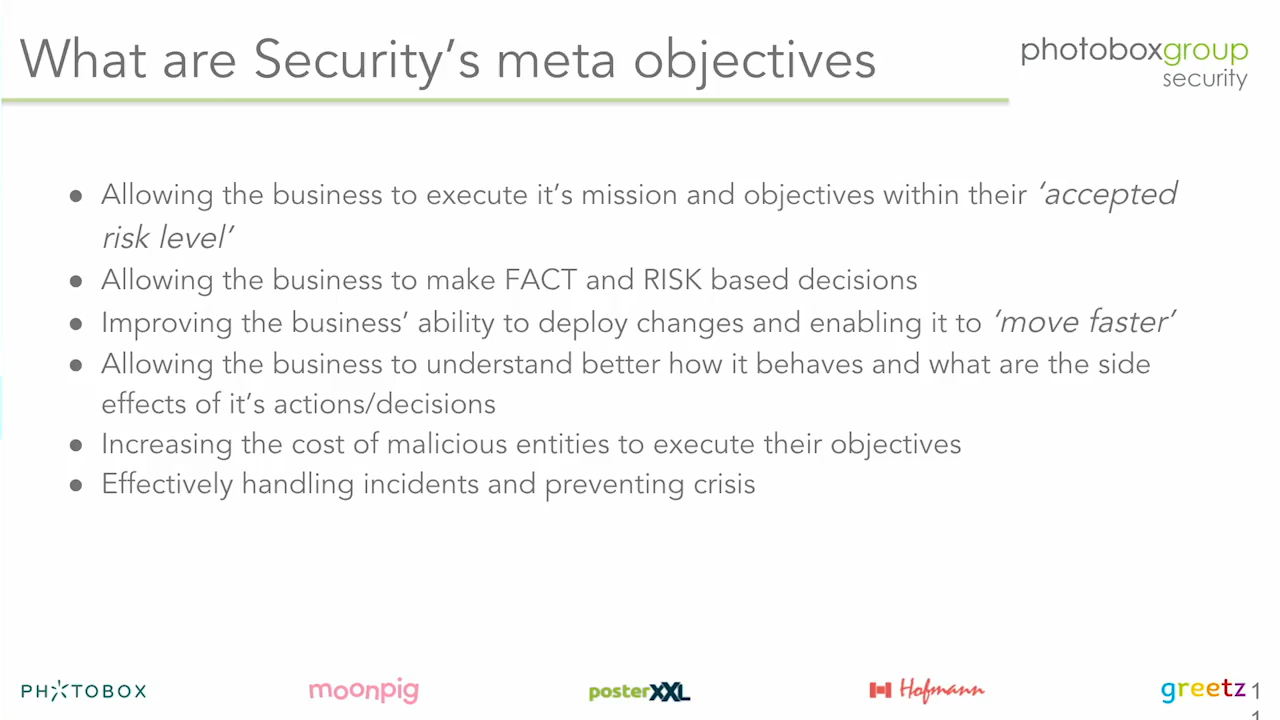 What are Security's meta objectives
photoboxgroup
security
● Allowing the business to execute it's mission and objectives within their 'accepted
risk level'
● Allowing the business to make FACT and RISK based decisions
● Improving the business' ability to deploy changes and enabling it to 'move faster'
● Allowing the business to understand better how it behaves and what are the side
effects of it's actions/decisions
● Increasing the cost of malicious entities to execute their objectives
● Effectively handling incidents and preventing crisis
PHOTOBOX
moonpig
posterXXL
Hofmann
greetz
1
1